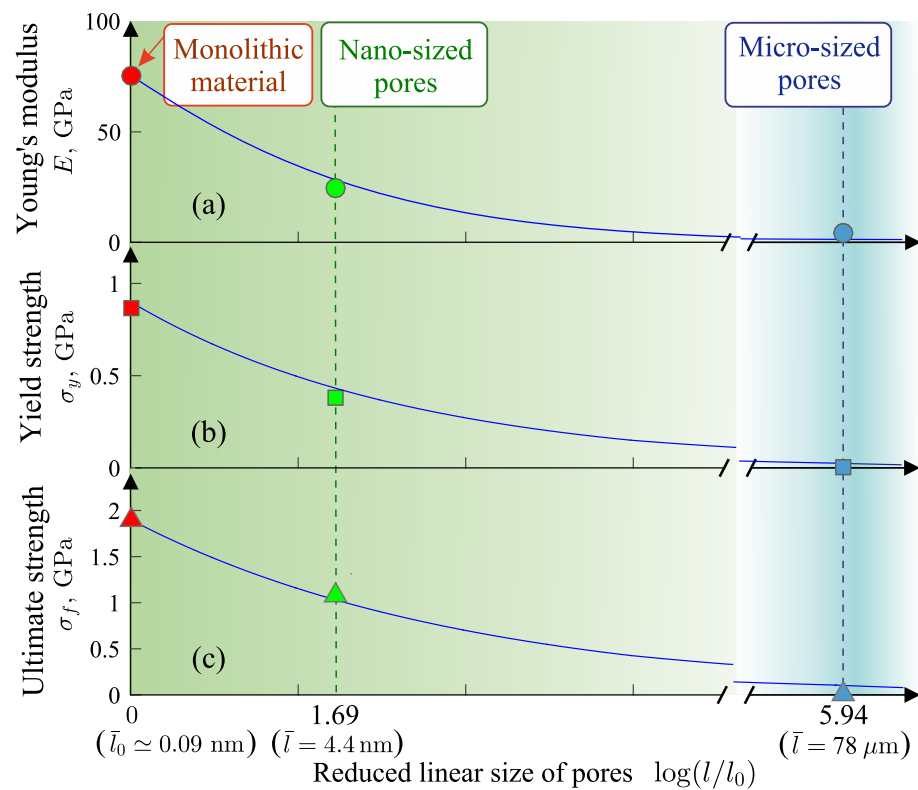 100
Monolithic
material
Nano-sized
pores
Micro-sized
pores
Young's modulus
E, GPa
50
(a)
0
1
Yield strength
σ_y, GPa
0.5
(b)
0
2
Ultimate strength
σ_f, GPa
1.5
1
0.5
(c)
0
0
1.69
5.94
( l̄₀ ≃ 0.09 nm)
( l̄ = 4.4 nm)
( l̄ = 78 μm)
Reduced linear size of pores log(l/l₀)